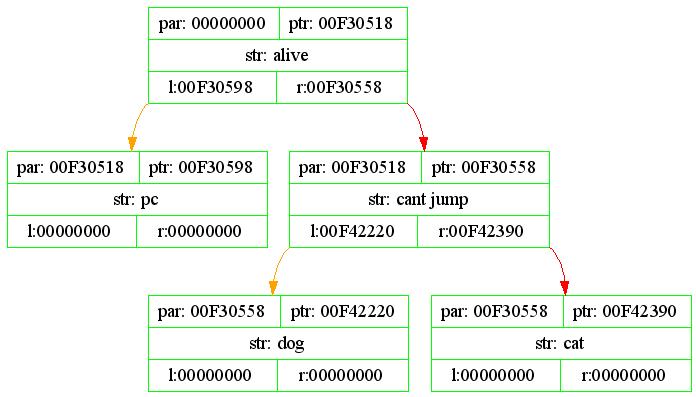 par: 00000000 ptr: 00F30518
str: alive
l:00F30598 r:00F30558
par: 00F30518 ptr: 00F30598
str: pc
l:00000000 r:00000000
par: 00F30518 ptr: 00F30558
str: cant jump
l:00F42220 r:00F42390
par: 00F30558 ptr: 00F42220
str: dog
l:00000000 r:00000000
par: 00F30558 ptr: 00F42390
str: cat
l:00000000 r:00000000